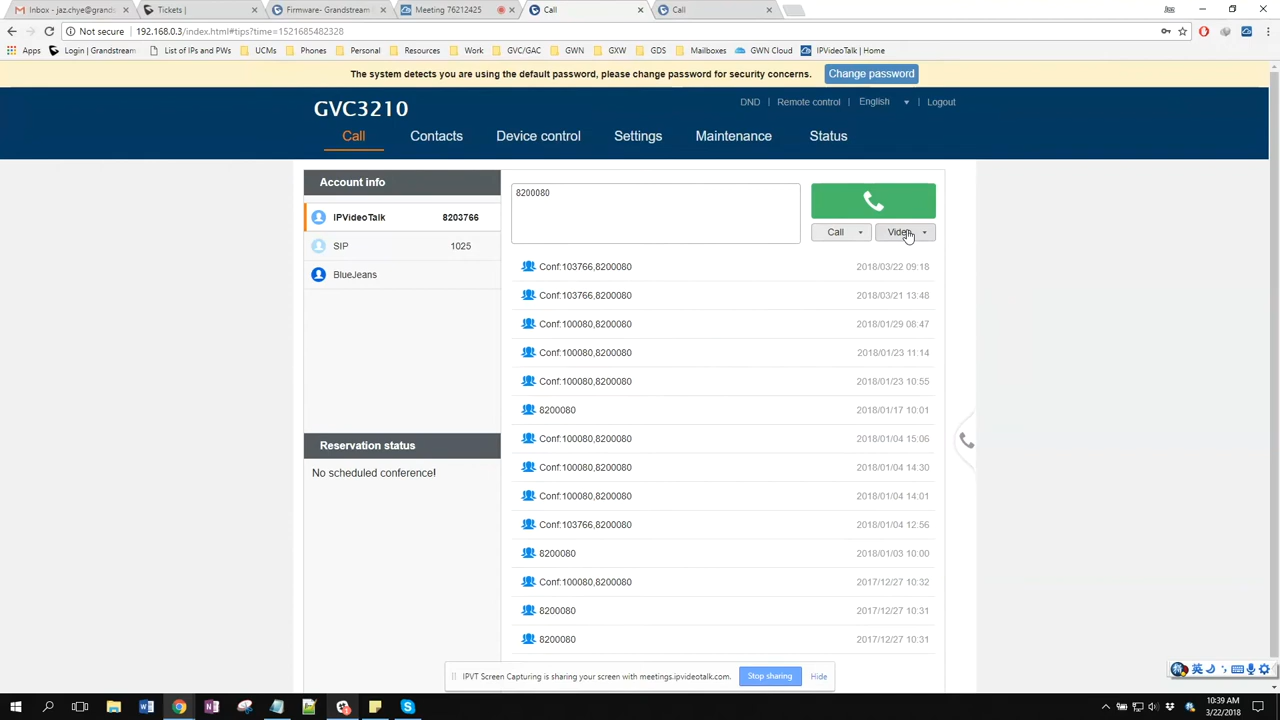 Inbox - jaz.chye@grands
Tickets |
Firmware- Grandstream
Meeting 76212425
Call
Call
Not secure
192.168.0.3/index.html#tips?time=1521685482328
Apps
Login | Grandstream
List of IPs and PWs
UCMs
Phones
Personal
Resources
Work
GVC/GAC
GWN
GXW
GDS
Mailboxes
GWN Cloud
IPVideoTalk | Home
The system detects you are using the default password, please change password for security concerns.
Change password
GVC3210
DND
Remote control
English
Logout
Call
Contacts
Device control
Settings
Maintenance
Status
Account info
IPVideoTalk 8203766
SIP 1025
BlueJeans
8200080
Call
Video
Conf:103766,8200080 2018/03/22 09:18
Conf:103766,8200080 2018/03/21 13:48
Conf:100080,8200080 2018/01/29 08:47
Conf:100080,8200080 2018/01/23 11:14
Conf:100080,8200080 2018/01/23 10:55
8200080 2018/01/17 10:01
Conf:100080,8200080 2018/01/04 15:06
Conf:100080,8200080 2018/01/04 14:30
Conf:100080,8200080 2018/01/04 14:01
Conf:103766,8200080 2018/01/04 12:56
8200080 2018/01/03 10:00
Conf:100080,8200080 2017/12/27 10:32
8200080 2017/12/27 10:31
8200080 2017/12/27 10:31
Reservation status
No scheduled conference!
IPVT Screen Capturing is sharing your screen with meetings.ipvideotalk.com.
Stop sharing
Hide
英
10:39 AM
3/22/2018